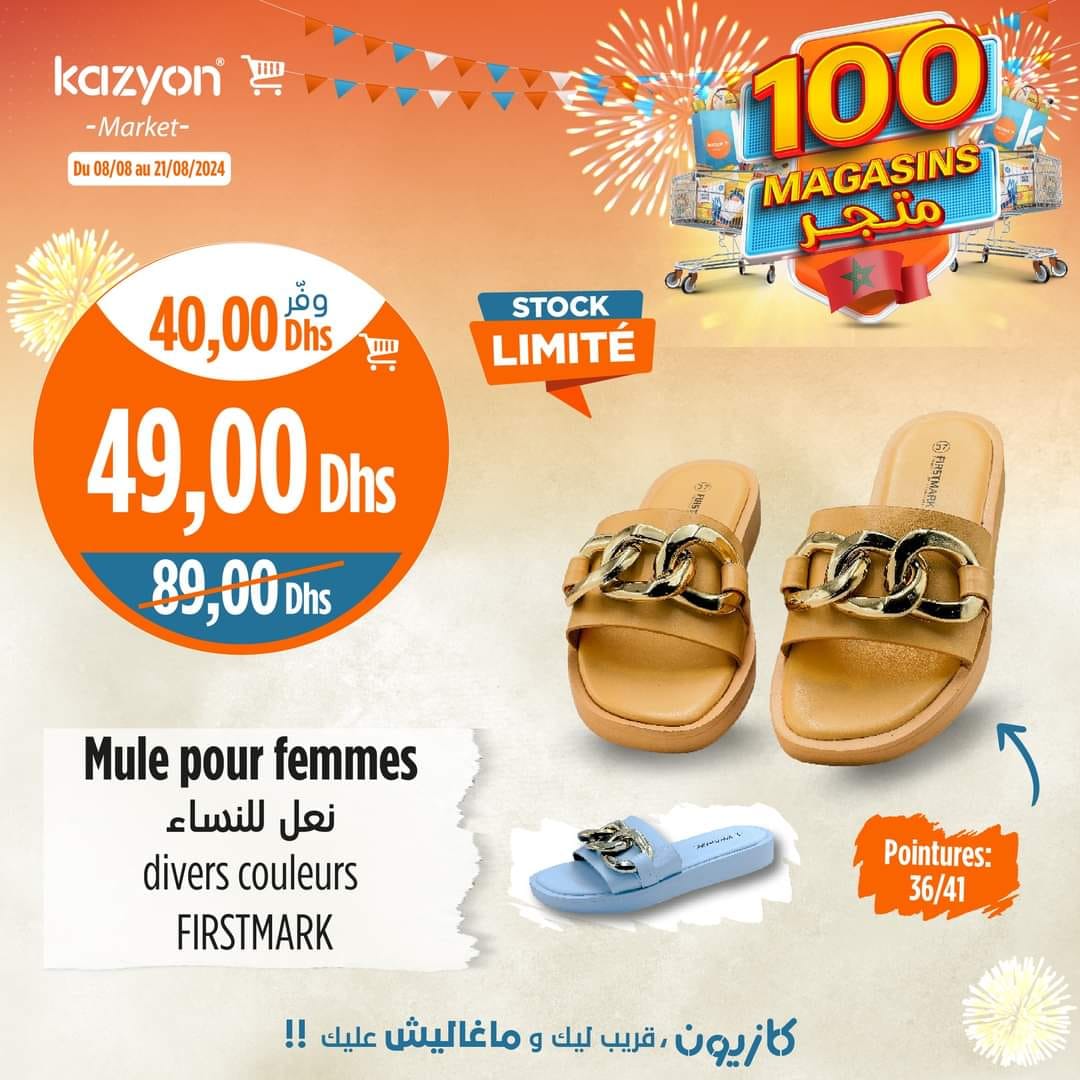 kazyon®
-Market-
Du 08/08 au 21/08/2024
100
MAGASINS
متجر
وفّر
40,00 Dhs
49,00 Dhs
89,00 Dhs
STOCK
LIMITÉ
37 FIRSTMARK
Mule pour femmes
نعل للنساء
divers couleurs
FIRSTMARK
Pointures:
36/41
كازيون، قريب ليك و ماغاليش عليك !!